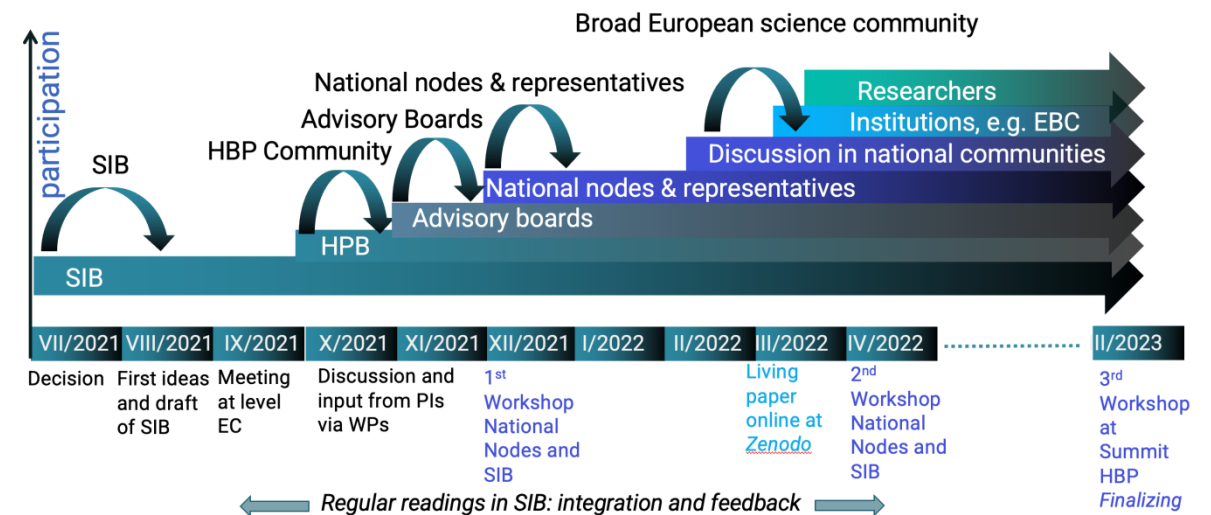 Broad European science community
participation
National nodes & representatives
Advisory Boards
HBP Community
SIB
Researchers
Institutions, e.g. EBC
Discussion in national communities
National nodes & representatives
Advisory boards
HPB
SIB
VII/2021 VIII/2021 IX/2021 X/2021 XI/2021 XII/2021 I/2022 II/2022 III/2022 IV/2022 II/2023
Decision
First ideas
and draft
of SIB
Meeting
at level
EC
Discussion and
input from PIs
via WPs
1st
Workshop
National
Nodes and
SIB
Living
paper
online at
Zenodo
2nd
Workshop
National
Nodes and
SIB
3rd
Workshop
at
Summit
HBP
Finalizing
Regular readings in SIB: integration and feedback